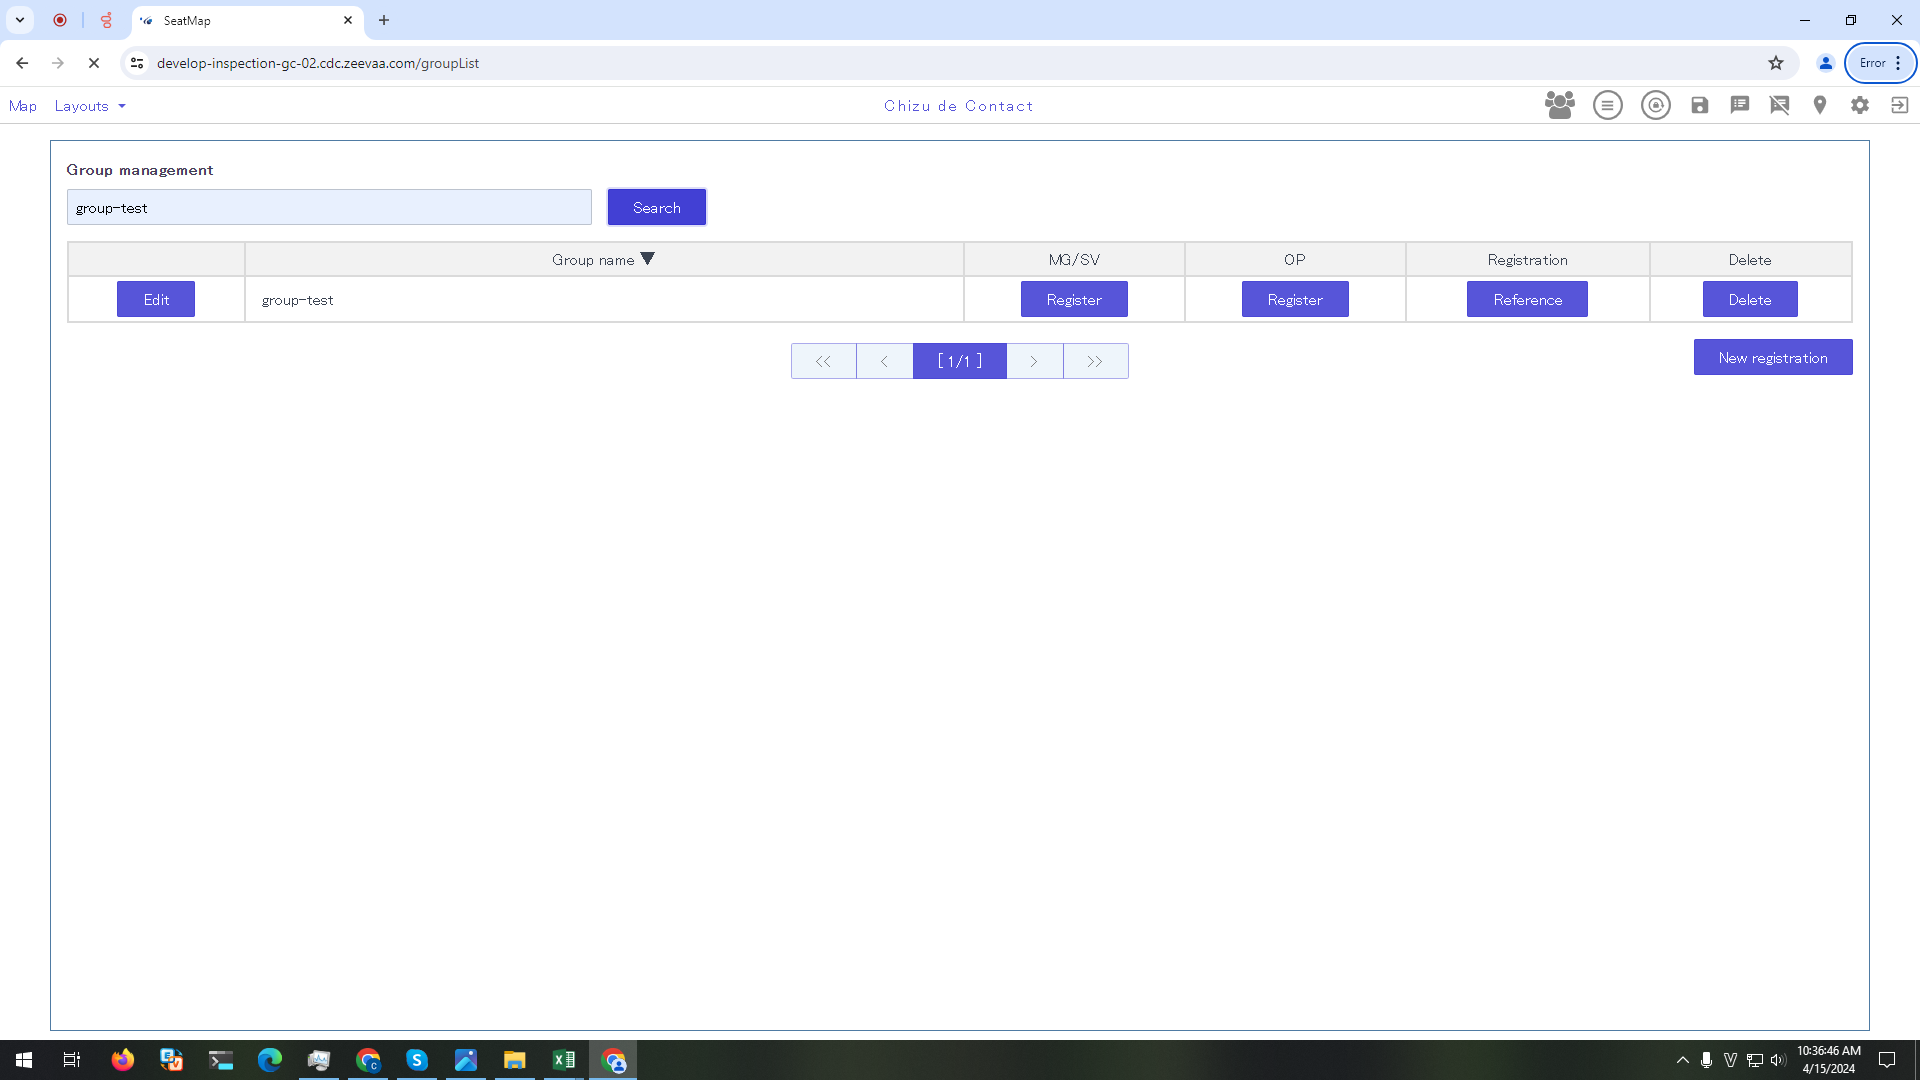 SeatMap
develop-inspection-gc-02.cdc.zeevaa.com/groupList
Error
Map Layouts Chizu de Contact
Group management
group-test Search
Group name ▼ MG/SV OP Registration Delete
Edit group-test Register Register Reference Delete
<< < [ 1/1 ] > >>
New registration
10:36:46 AM
4/15/2024